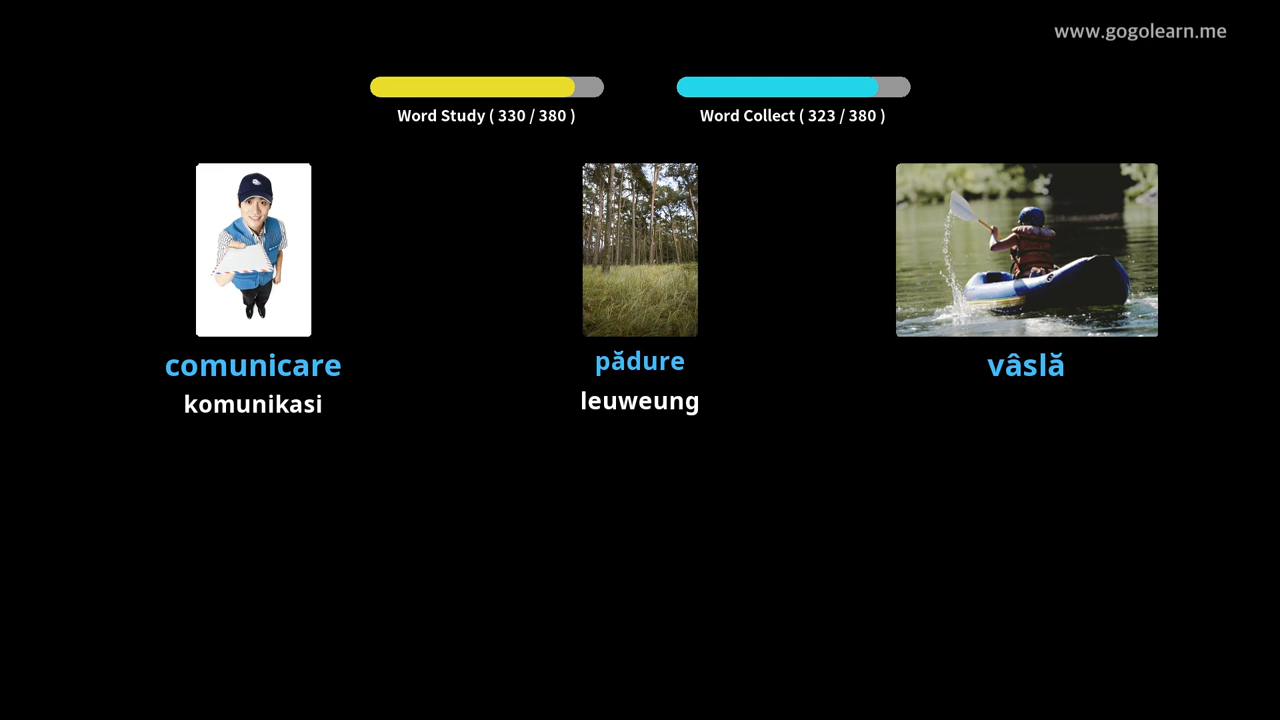 www.gogolearn.me
Word Study ( 330 / 380 )
Word Collect ( 323 / 380 )
comunicare
komunikasi
pădure
leuweung
vâslă